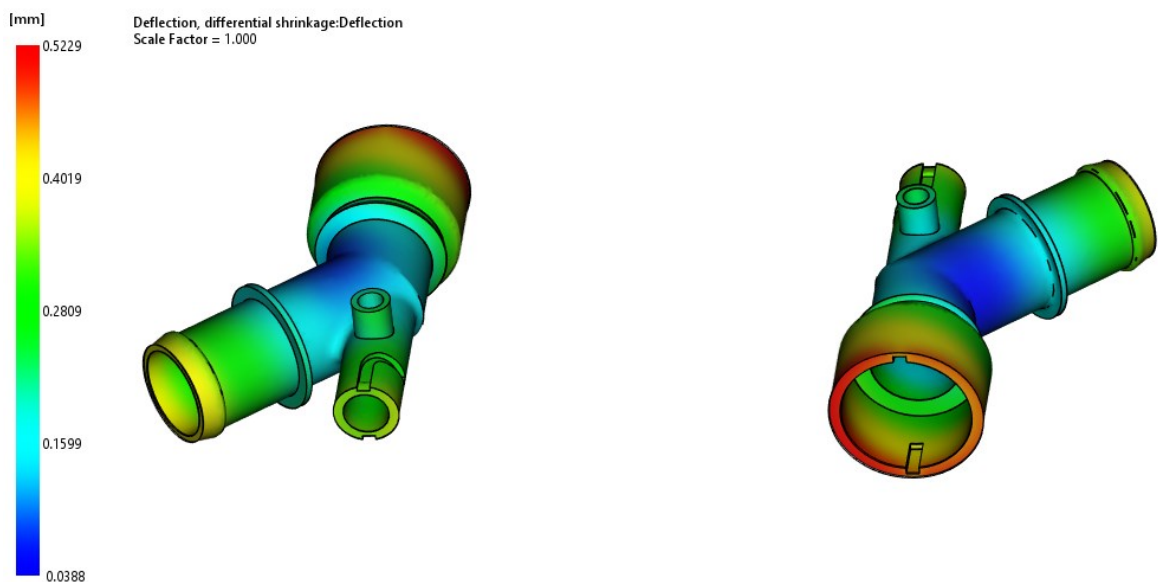 [mm]
Deflection, differential shrinkage:Deflection
Scale Factor = 1.000
0.5229
0.4019
0.2809
0.1599
0.0388